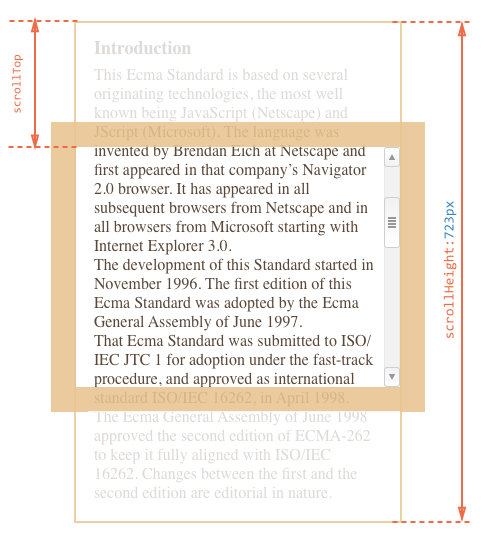 scrollTop
Introduction
This Ecma Standard is based on several
originating technologies, the most well
known being JavaScript (Netscape) and
JScript (Microsoft). The language was
invented by Brendan Eich at Netscape and
first appeared in that company’s Navigator
2.0 browser. It has appeared in all
subsequent browsers from Netscape and in
all browsers from Microsoft starting with
Internet Explorer 3.0.
The development of this Standard started in
November 1996. The first edition of this
Ecma Standard was adopted by the Ecma
General Assembly of June 1997.
That Ecma Standard was submitted to ISO/
IEC JTC 1 for adoption under the fast-track
procedure, and approved as international
standard ISO/IEC 16262, in April 1998.
The Ecma General Assembly of June 1998
approved the second edition of ECMA-262
to keep it fully aligned with ISO/IEC
16262. Changes between the first and the
second edition are editorial in nature.
scrollHeight:723px